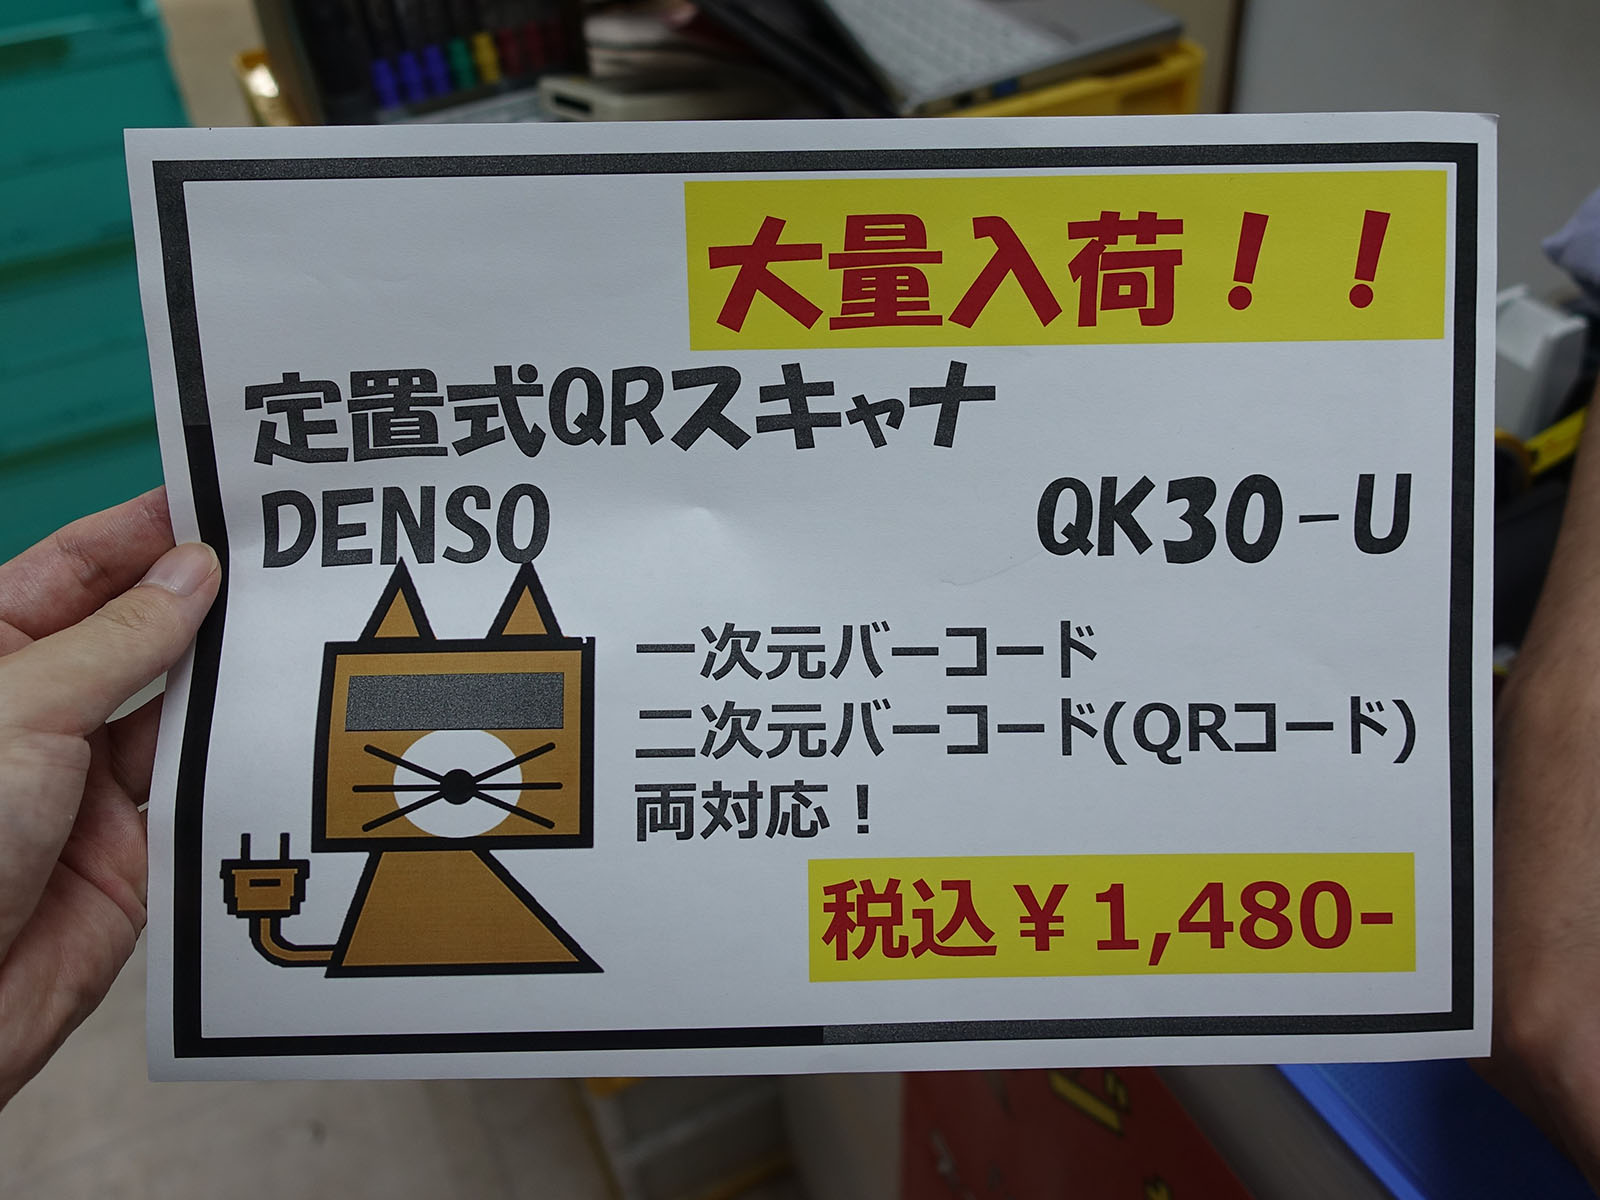 大量入荷！！
定置式QRスキャナ
DENSO QK30-U
一次元バーコード
二次元バーコード(QRコード)
両対応！
税込￥1,480-